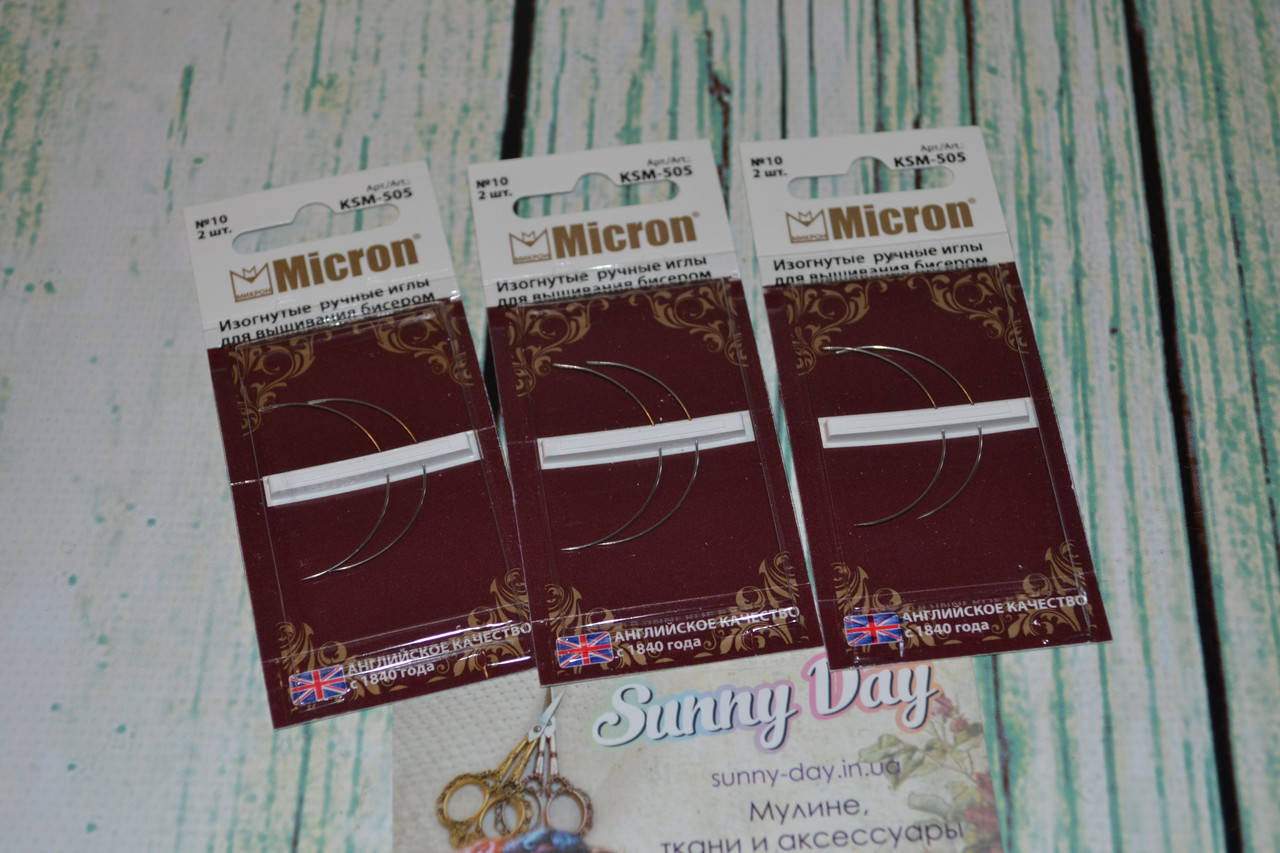 №10
2 шт.
Арт./Art.:
KSM-505
МИКРОН
Micron®
Изогнутые ручные иглы
для вышивания бисером
АНГЛИЙСКОЕ КАЧЕСТВО
с 1840 года
№10
2 шт.
Арт./Art.:
KSM-505
МИКРОН
Micron®
Изогнутые ручные иглы
для вышивания бисером
АНГЛИЙСКОЕ КАЧЕСТВО
с 1840 года
№10
2 шт.
Арт./Art.:
KSM-505
МИКРОН
Micron®
Изогнутые ручные иглы
для вышивания бисером
АНГЛИЙСКОЕ КАЧЕСТВО
с 1840 года
Sunny Day
sunny-day.in.ua
Мулине,
ткани и аксессуары